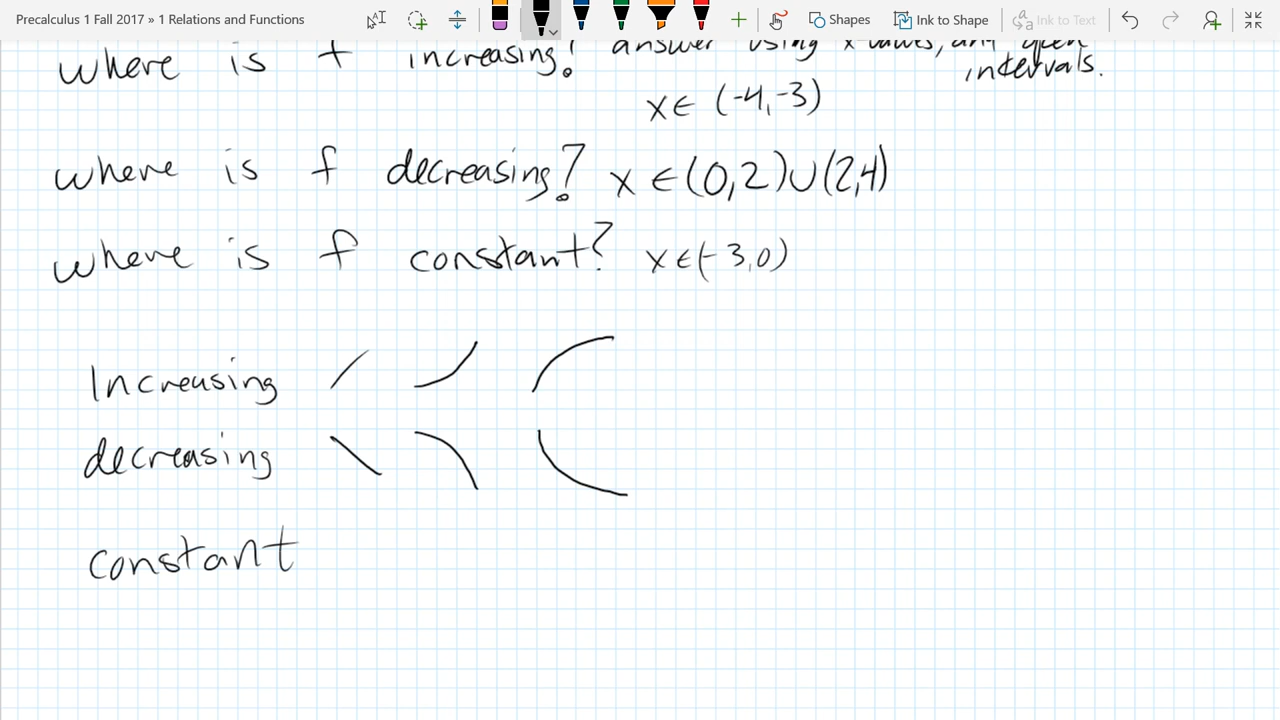 Precalculus 1 Fall 2017 » 1 Relations and Functions
Shapes
Ink to Shape
Ink to Text
where is f increasing? answer using x-values, and open
intervals.
x ∈ (-4,-3)
where is f decreasing? x ∈ (0,2)∪(2,4)
where is f constant? x ∈ (-3,0)
Increasing
decreasing
constant